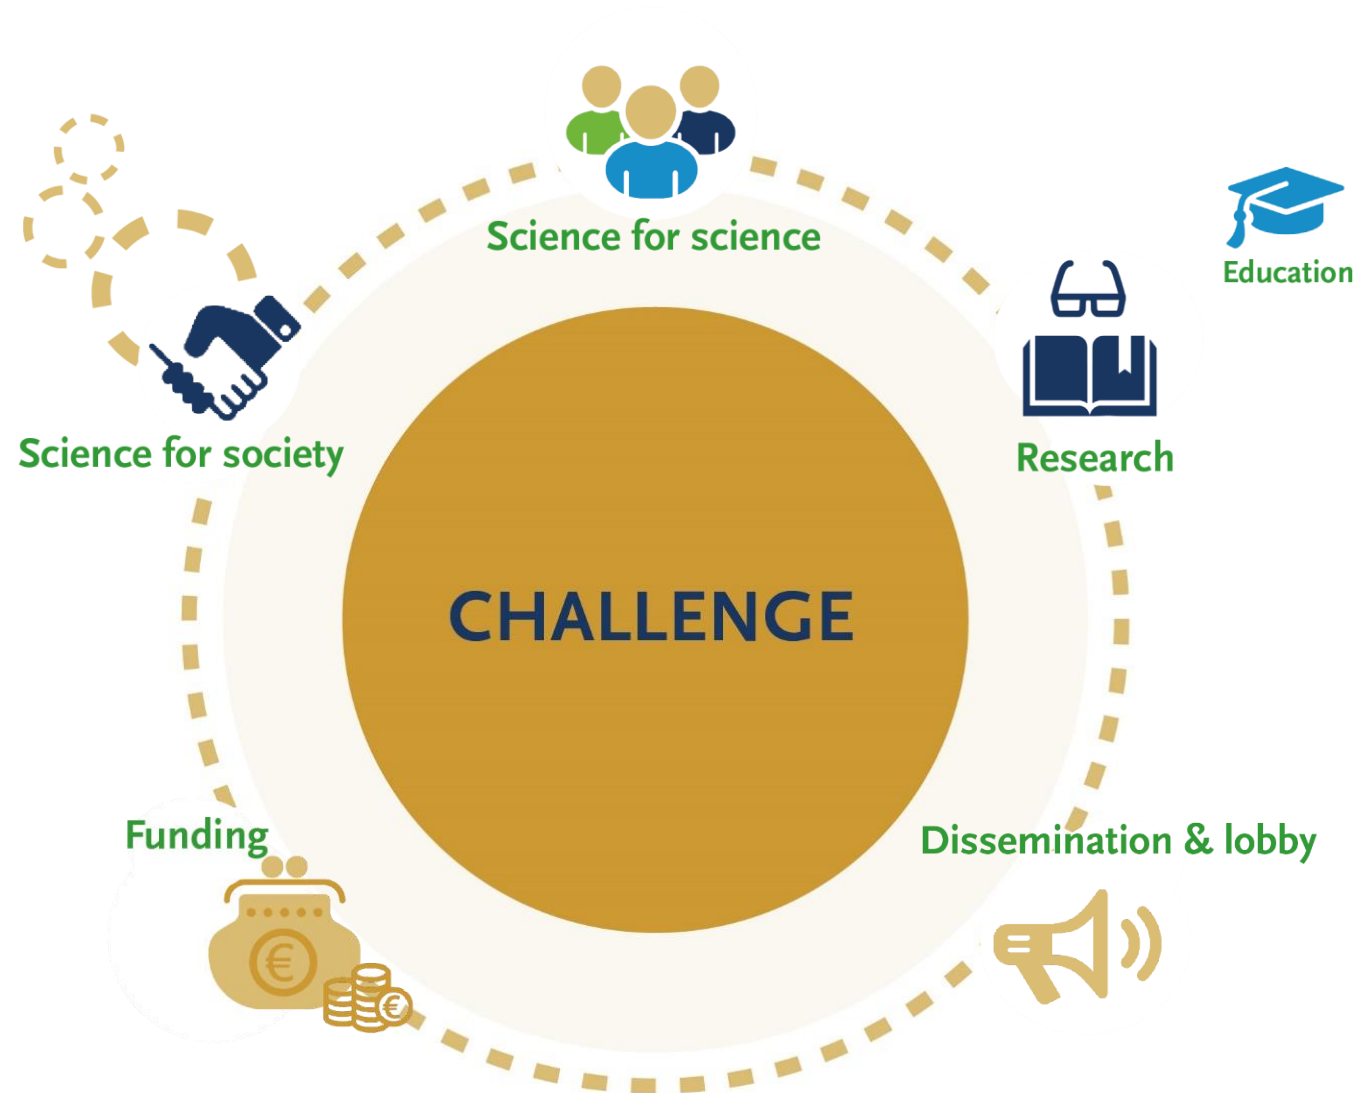 Science for science
Education
Science for society
Research
CHALLENGE
Funding
Dissemination & lobby
€
€